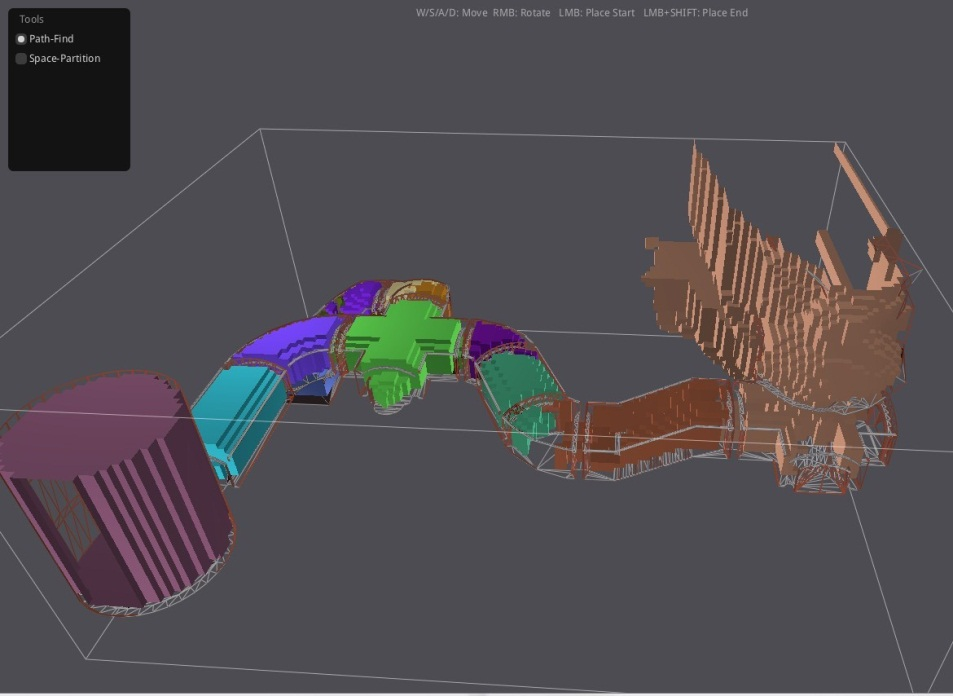 W/S/A/D: Move  RMB: Rotate   LMB: Place Start   LMB+SHIFT: Place End
Tools
Path-Find
Space-Partition